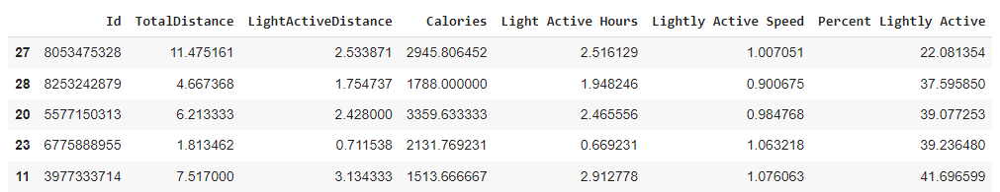 Id TotalDistance LightActiveDistance Calories Light Active Hours Lightly Active Speed Percent Lightly Active
27 8053475328 11.475161 2.533871 2945.806452 2.516129 1.007051 22.081354
28 8253242879 4.667368 1.754737 1788.000000 1.948246 0.900675 37.595850
20 5577150313 6.213333 2.428000 3359.633333 2.465556 0.984768 39.077253
23 6775888955 1.813462 0.711538 2131.769231 0.669231 1.063218 39.236480
11 3977333714 7.517000 3.134333 1513.666667 2.912778 1.076063 41.696599